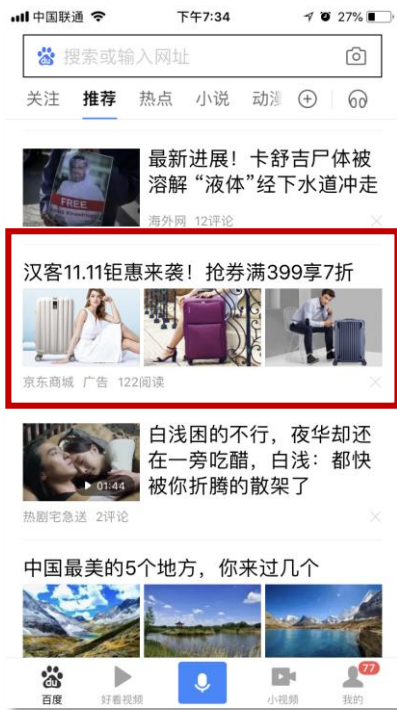 中国联通 下午7:34 27%
du 搜索或输入网址
关注 推荐 热点 小说 动漫
最新进展！卡舒吉尸体被
溶解“液体”经下水道冲走
FREE
海外网 12评论
汉客11.11钜惠来袭！抢券满399享7折
京东商城 广告 122阅读
白浅困的不行，夜华却还
在一旁吃醋，白浅：都快
被你折腾的散架了
01:44
热剧宅急送 2评论
中国最美的5个地方，你来过几个
du 77
百度 好看视频 小视频 我的